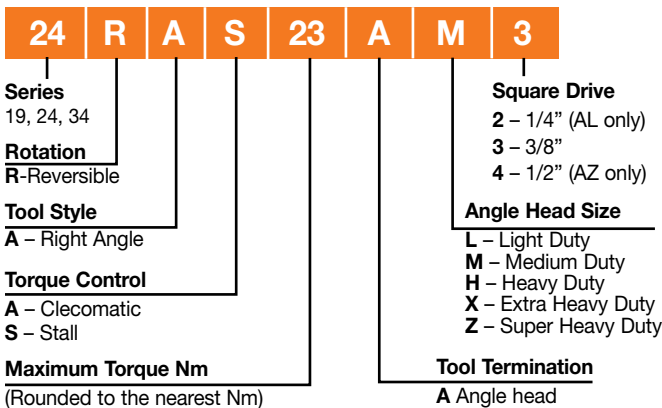 24 R A S 23 A M 3
Series
19, 24, 34
Rotation
R-Reversible
Tool Style
A – Right Angle
Torque Control
A – Clecomatic
S – Stall
Maximum Torque Nm
(Rounded to the nearest Nm)
Square Drive
2 – 1/4” (AL only)
3 – 3/8”
4 – 1/2” (AZ only)
Angle Head Size
L – Light Duty
M – Medium Duty
H – Heavy Duty
X – Extra Heavy Duty
Z – Super Heavy Duty
Tool Termination
A Angle head